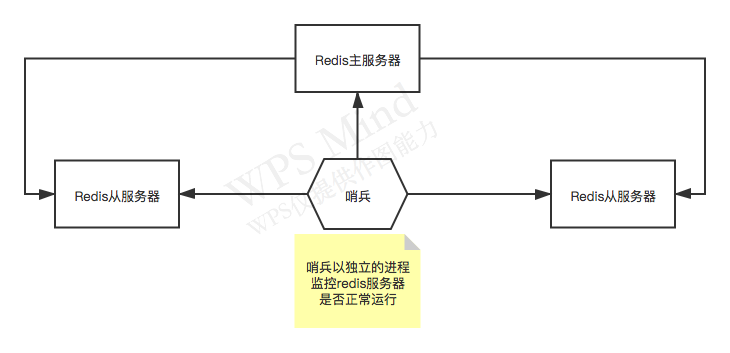 Redis主服务器
WPS Mind
WPS仅提供作图能力
Redis从服务器
哨兵
Redis从服务器
哨兵以独立的进程
监控redis服务器
是否正常运行